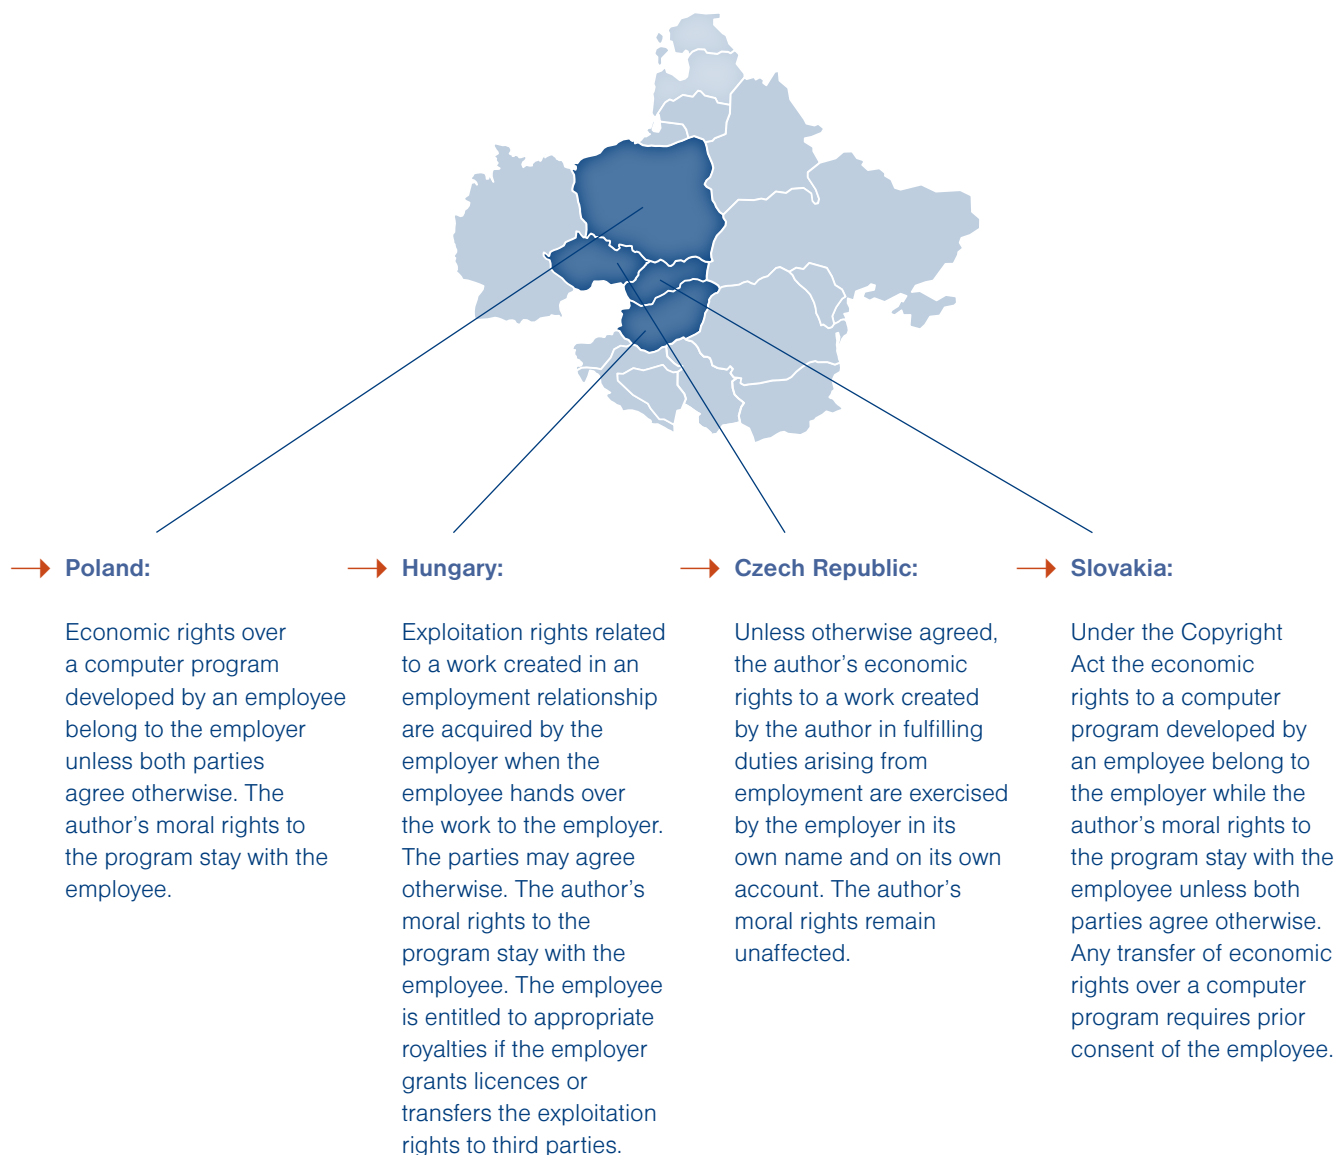 Poland:
Economic rights over
a computer program
developed by an employee
belong to the employer
unless both parties
agree otherwise. The
author’s moral rights to
the program stay with the
employee.
Hungary:
Exploitation rights related
to a work created in an
employment relationship
are acquired by the
employer when the
employee hands over
the work to the employer.
The parties may agree
otherwise. The author’s
moral rights to the
program stay with the
employee. The employee
is entitled to appropriate
royalties if the employer
grants licences or
transfers the exploitation
rights to third parties.
Czech Republic:
Unless otherwise agreed,
the author’s economic
rights to a work created
by the author in fulfilling
duties arising from
employment are exercised
by the employer in its
own name and on its own
account. The author’s
moral rights remain
unaffected.
Slovakia:
Under the Copyright
Act the economic
rights to a computer
program developed by
an employee belong to
the employer while the
author’s moral rights to
the program stay with the
employee unless both
parties agree otherwise.
Any transfer of economic
rights over a computer
program requires prior
consent of the employee.